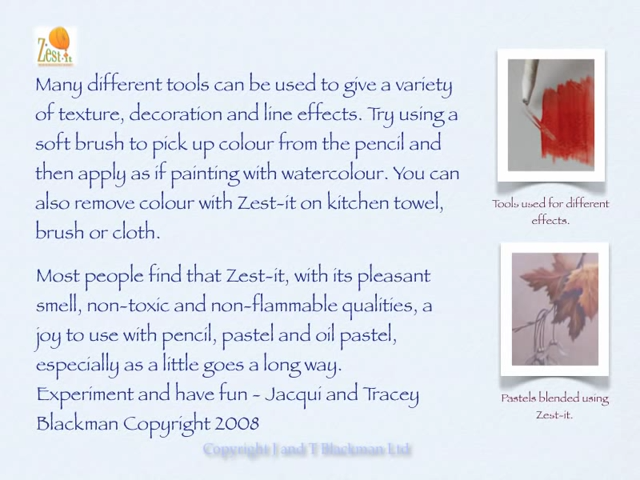 Zest-it
Many different tools can be used to give a variety
of texture, decoration and line effects. Try using a
soft brush to pick up colour from the pencil and
then apply as if painting with watercolour. You can
also remove colour with Zest-it on kitchen towel,
brush or cloth.
Most people find that Zest-it, with its pleasant
smell, non-toxic and non-flammable qualities, a
joy to use with pencil, pastel and oil pastel,
especially as a little goes a long way.
Experiment and have fun - Jacqui and Tracey
Blackman Copyright 2008
Copyright J and T Blackman Ltd
Tools used for different
effects.
Pastels blended using
Zest-it.